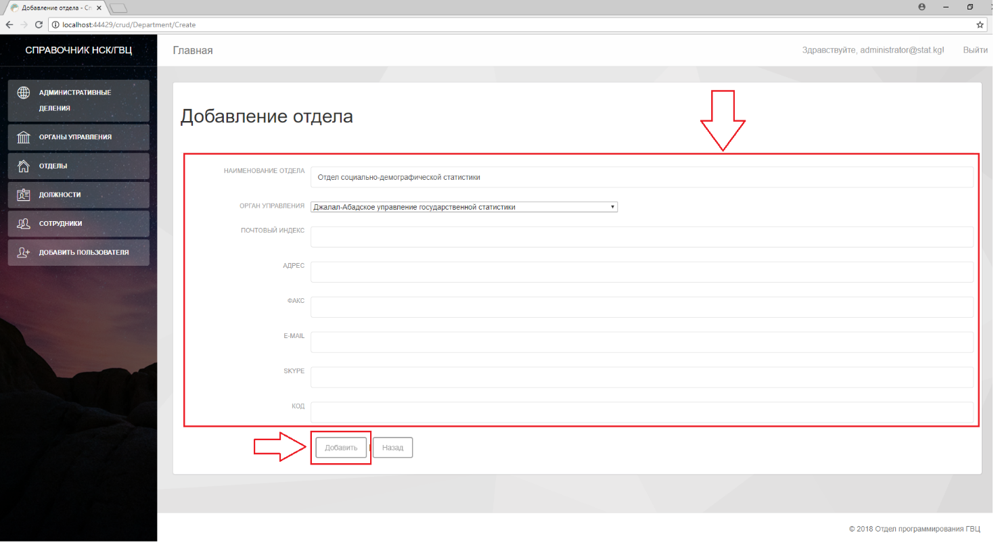 Добавление отдела - Сп
localhost:44429/crud/Department/Create
СПРАВОЧНИК НСК/ГВЦ
Главная
Здравствуйте, administrator@stat.kg!
Выйти
АДМИНИСТРАТИВНЫЕ
ДЕЛЕНИЯ
ОРГАНЫ УПРАВЛЕНИЯ
ОТДЕЛЫ
ДОЛЖНОСТИ
СОТРУДНИКИ
ДОБАВИТЬ ПОЛЬЗОВАТЕЛЯ
Добавление отдела
НАИМЕНОВАНИЕ ОТДЕЛА
Отдел социально-демографической статистики
ОРГАН УПРАВЛЕНИЯ
Джалал-Абадское управление государственной статистики
ПОЧТОВЫЙ ИНДЕКС
АДРЕС
ФАКС
E-MAIL
SKYPE
КОД
Добавить
Назад
© 2018 Отдел программирования ГВЦ